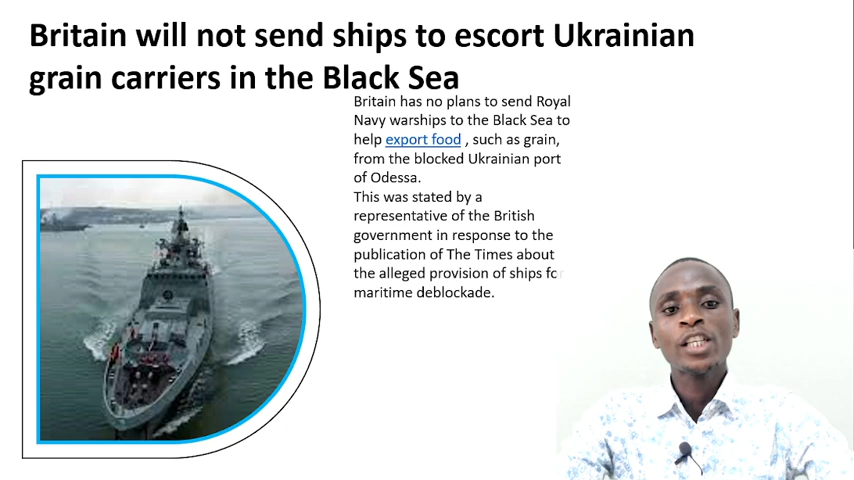 Britain will not send ships to escort Ukrainian
grain carriers in the Black Sea
Britain has no plans to send Royal
Navy warships to the Black Sea to
help export food , such as grain,
from the blocked Ukrainian port
of Odessa.
This was stated by a
representative of the British
government in response to the
publication of The Times about
the alleged provision of ships for
maritime deblockade.